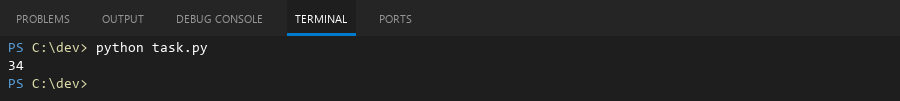 PROBLEMS OUTPUT DEBUG CONSOLE TERMINAL PORTS
PS C:\dev> python task.py
34
PS C:\dev>